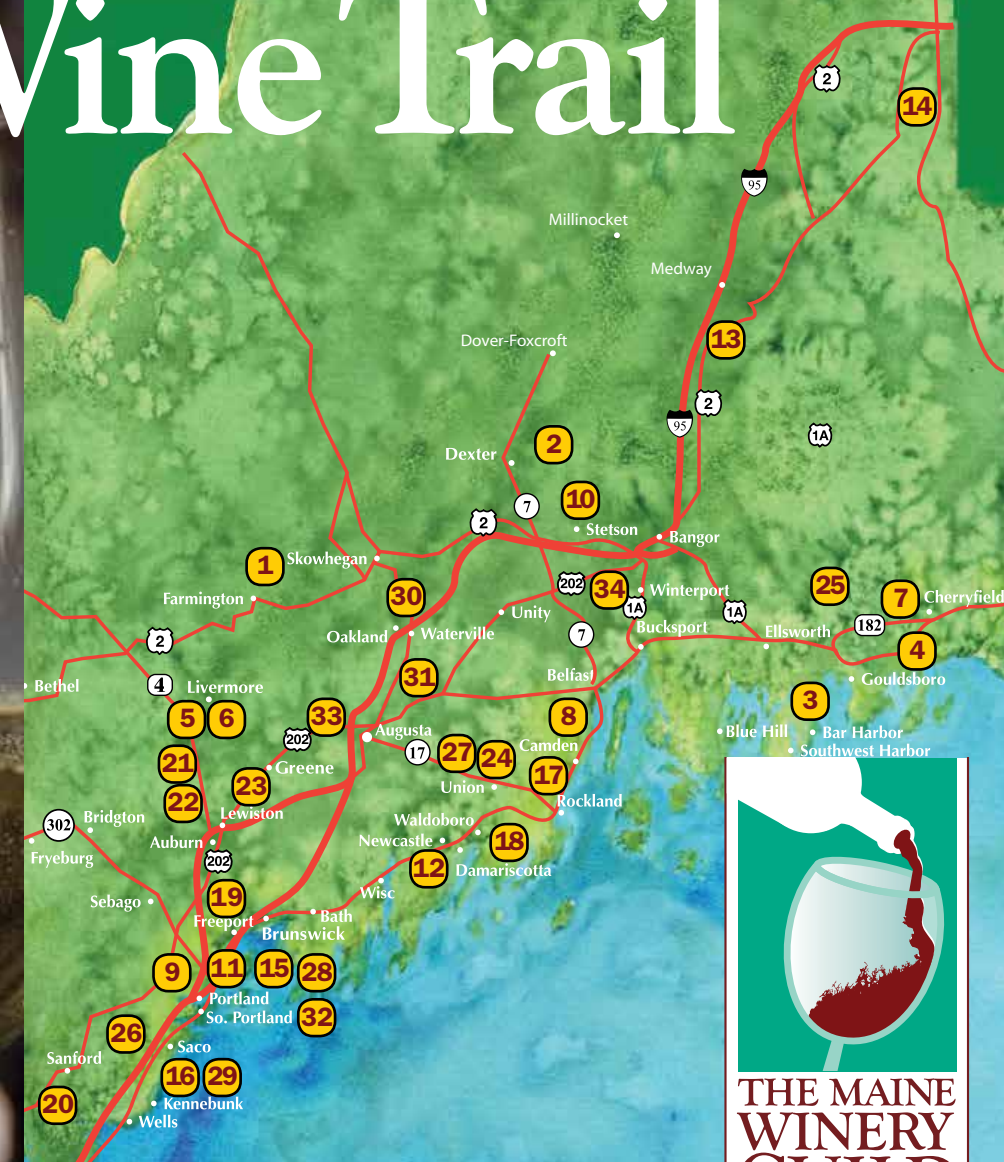 Wine Trail
2
14
95
Millinocket
Medway
13
Dover-Foxcroft
2
95
1A
2
Dexter
10
7
2
Stetson
Bangor
1
Skowhegan
Farmington
30
202
34
Winterport
1A
1A
25
7
Cherryfield
182
Unity
Oakland
Waterville
7
Bucksport
Ellsworth
2
4
Gouldsboro
Bethel
4
Livermore
31
Belfast
3
5
6
33
8
202
Augusta
17
27
24
Camden
Blue Hill
Bar Harbor
Southwest Harbor
21
Greene
23
Union
17
22
Rockland
302
Bridgton
Lewiston
Waldoboro
Auburn
Newcastle
18
Fryeburg
202
12
Damariscotta
Sebago
19
Wisc
Freeport
Bath
Brunswick
9
11
15
28
Portland
So. Portland
32
26
Saco
Sanford
16
29
20
Kennebunk
Wells
THE MAINE
WINERY
GUILD